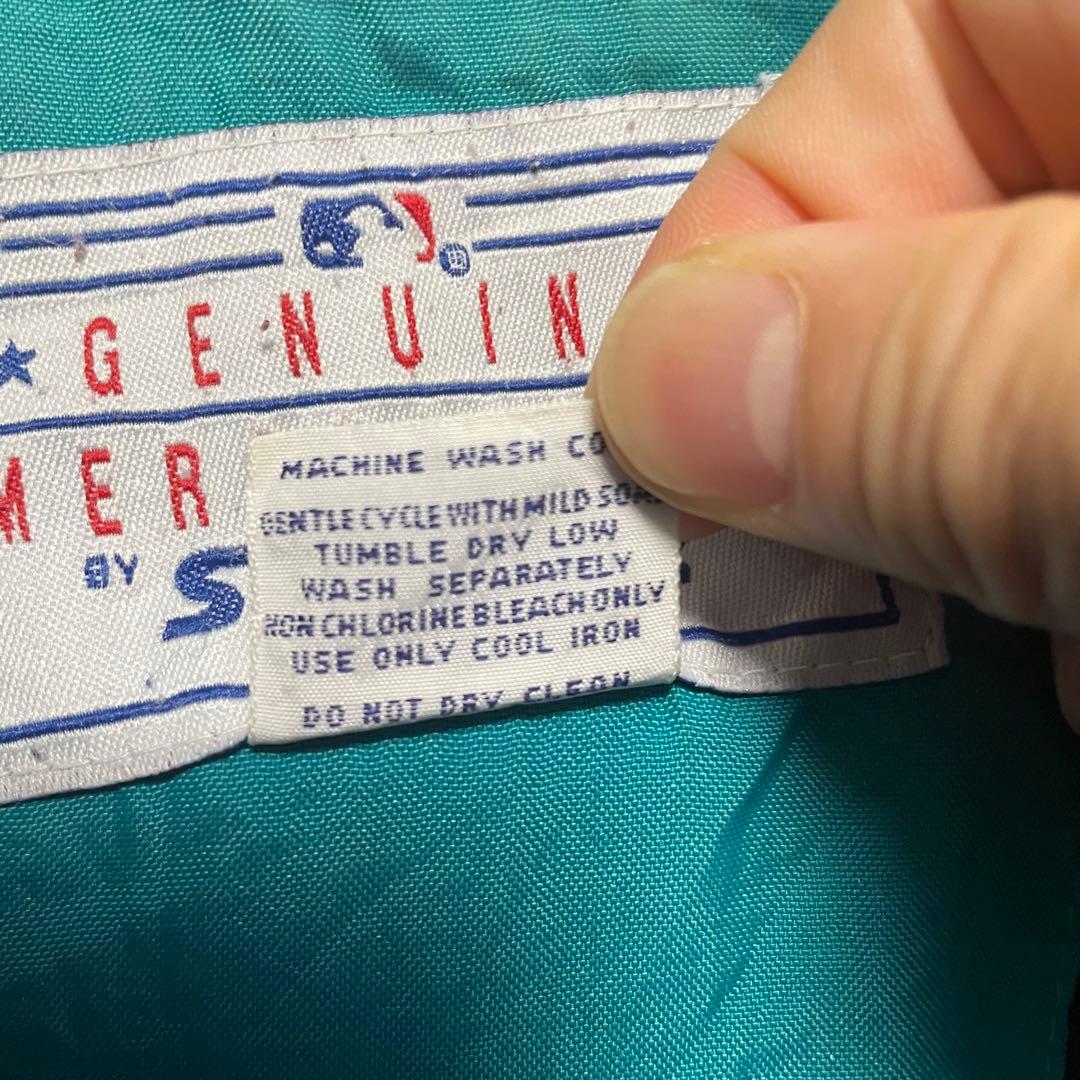 GENUIN
MER
BY S
MACHINE WASH CO
GENTLE CYCLE WITH MILD
TUMBLE DRY LOW
WASH SEPARATELY
NON CHLORINE BLEACH ONLY
USE ONLY COOL IRON
DO NOT DRY CLEAN